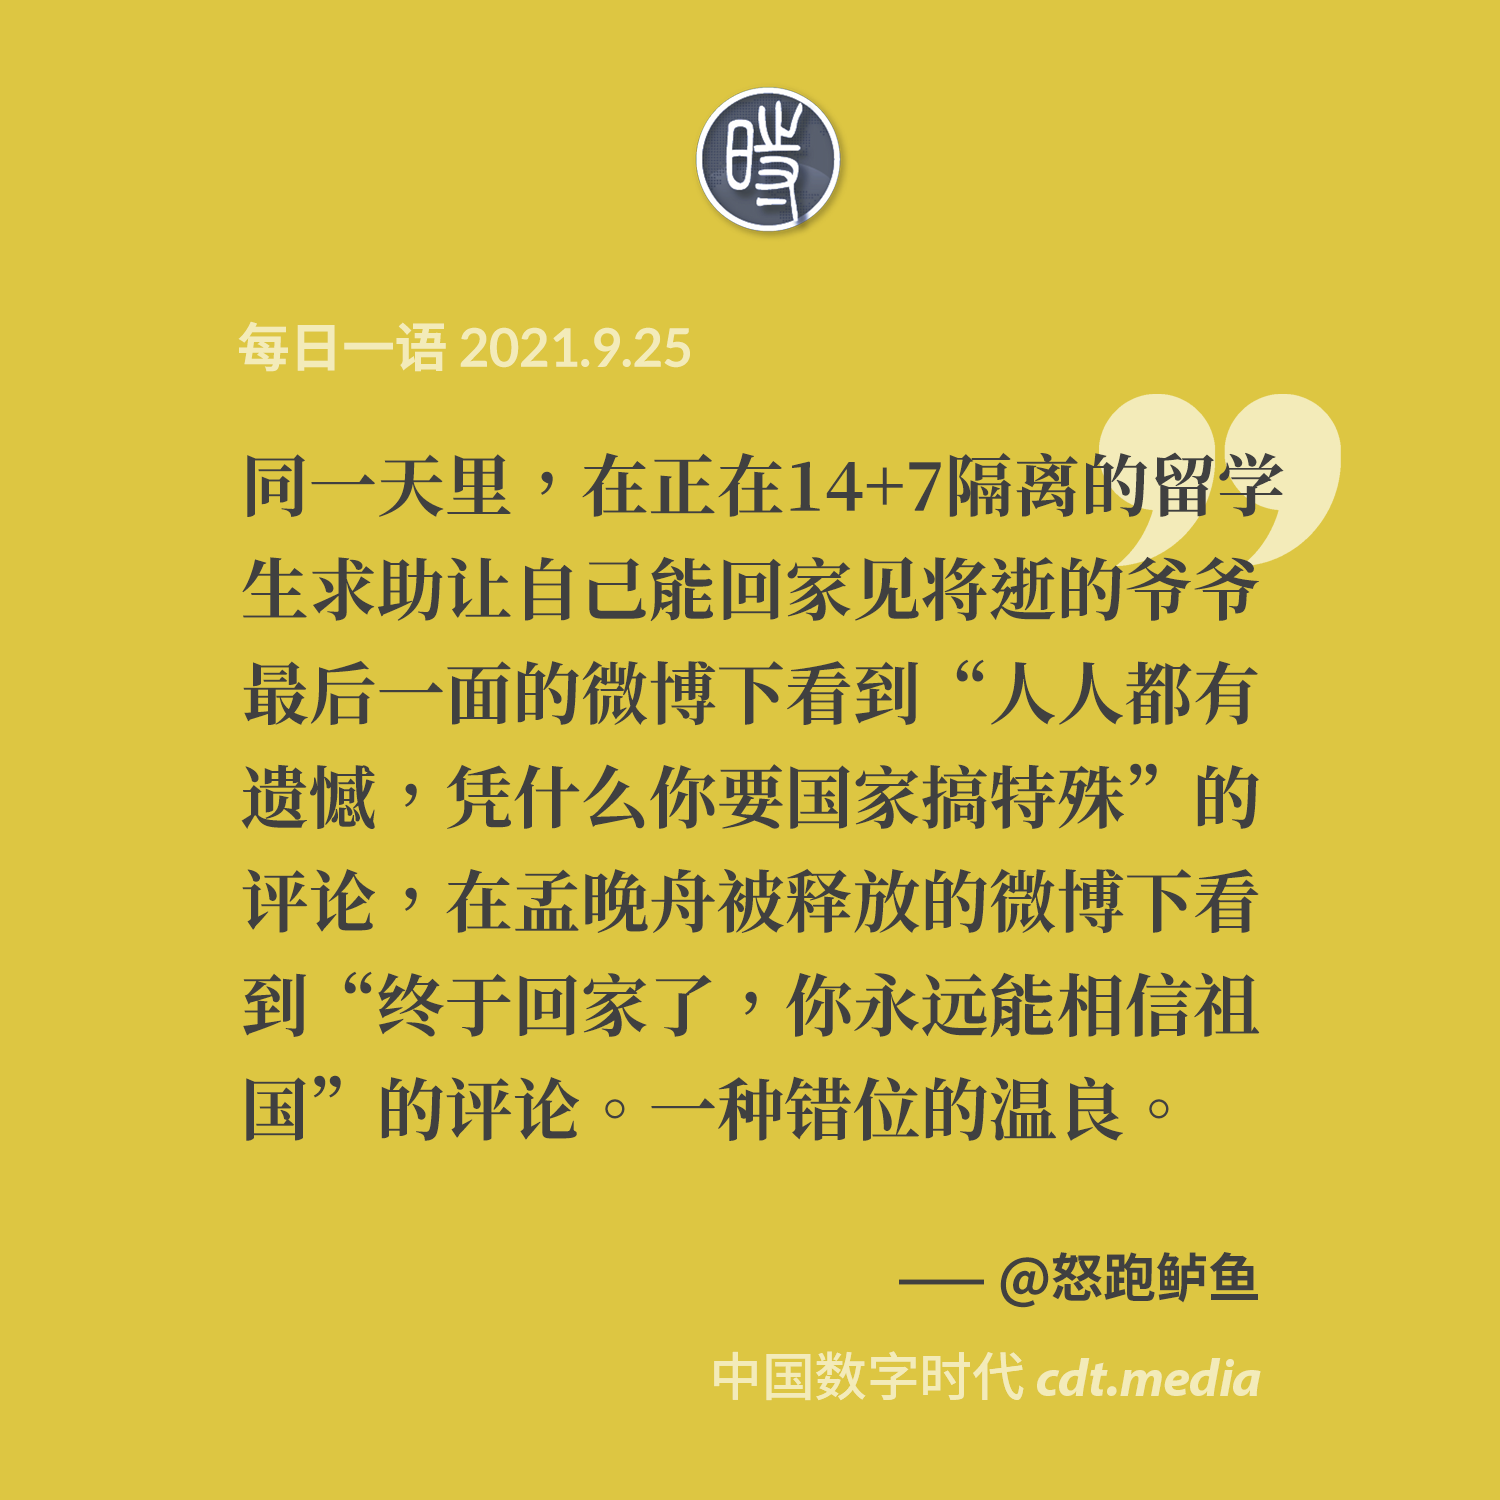 時
每日一语 2021.9.25
同一天里，在正在14+7隔离的留学
生求助让自己能回家见将逝的爷爷
最后一面的微博下看到“人人都有
遗憾，凭什么你要国家搞特殊”的
评论，在孟晚舟被释放的微博下看
到“终于回家了，你永远能相信祖
国”的评论。一种错位的温良。
—— @怒跑鲈鱼
中国数字时代 cdt.media